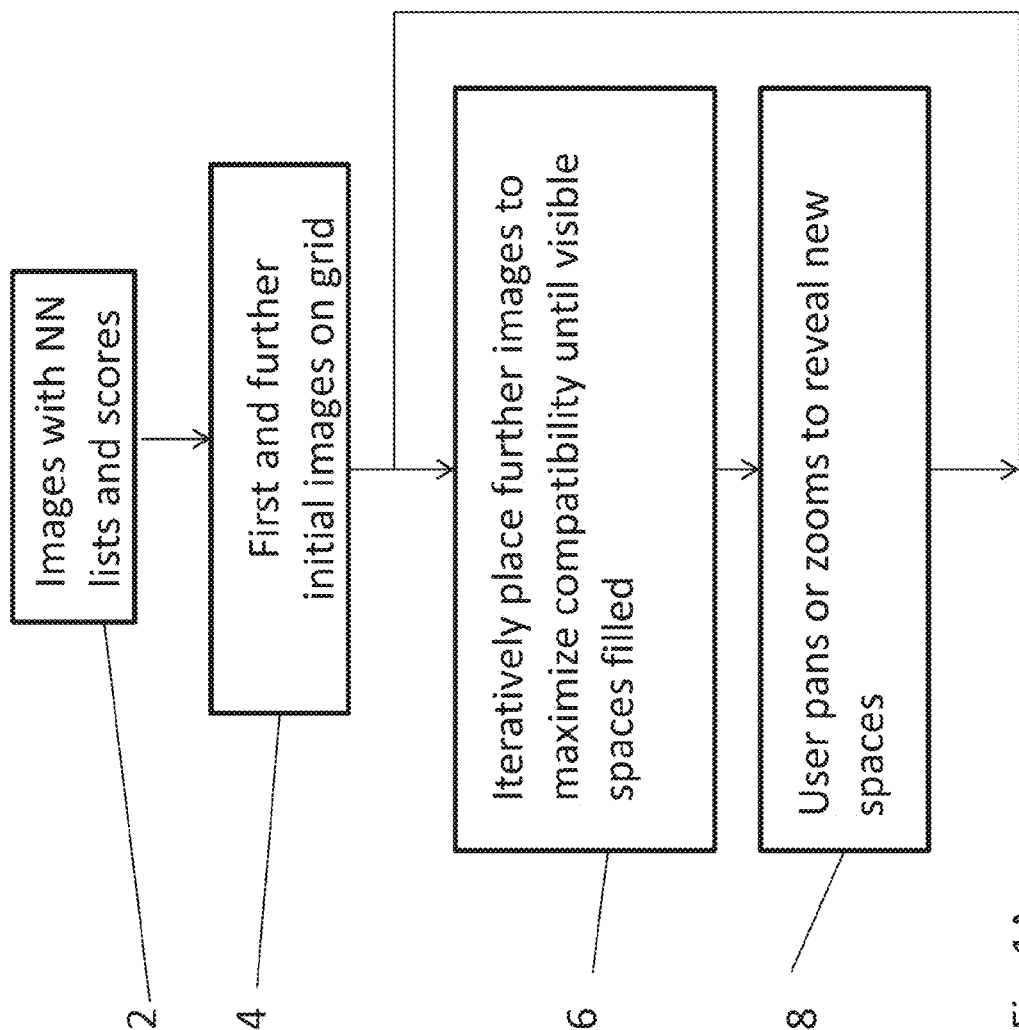 2
Images with NN
lists and scores
4
First and further
initial images on grid
6
Iteratively place further images to
maximize compatibility until visible
spaces filled
8
User pans or zooms to reveal new
spaces